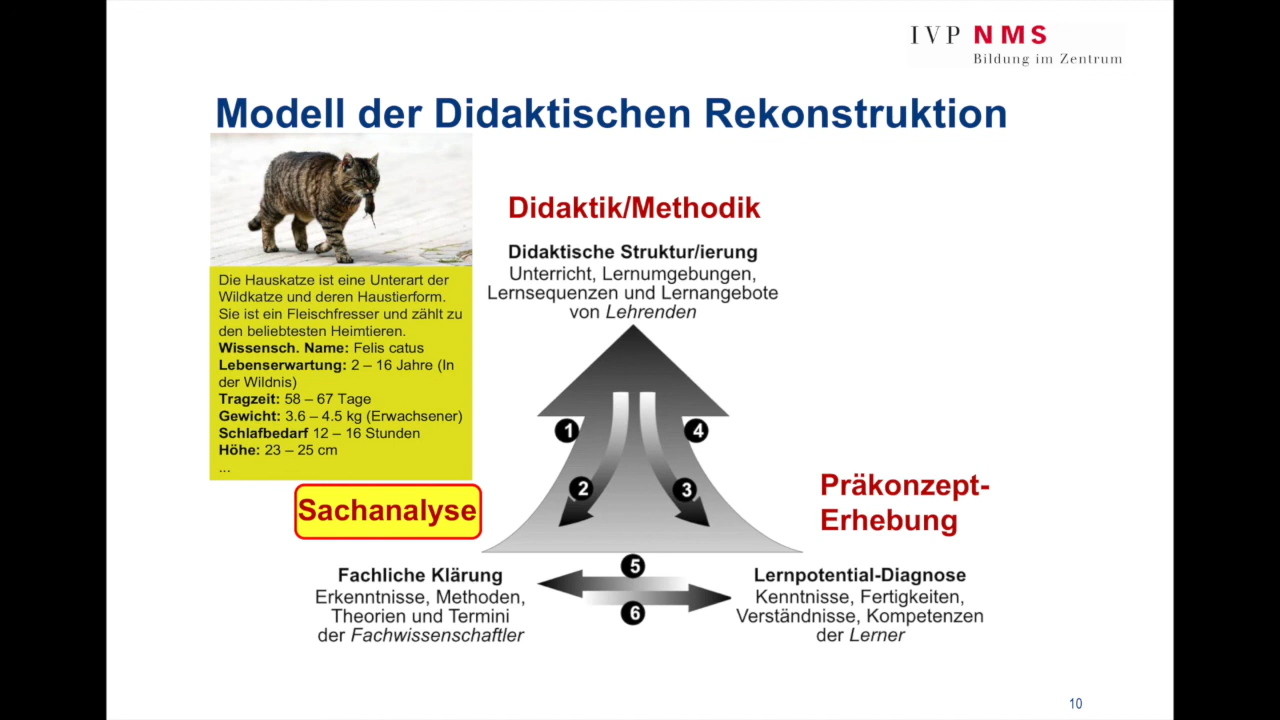 IVP NMS
Bildung im Zentrum
Modell der Didaktischen Rekonstruktion
Die Hauskatze ist eine Unterart der
Wildkatze und deren Haustierform.
Sie ist ein Fleischfresser und zählt zu
den beliebtesten Heimtieren.
Wissensch. Name: Felis catus
Lebenserwartung: 2 – 16 Jahre (In
der Wildnis)
Tragzeit: 58 – 67 Tage
Gewicht: 3.6 – 4.5 kg (Erwachsener)
Schlafbedarf 12 – 16 Stunden
Höhe: 23 – 25 cm
...
Didaktik/Methodik
Didaktische Struktur/ierung
Unterricht, Lernumgebungen,
Lernsequenzen und Lernangebote
von Lehrenden
1
4
2
3
Sachanalyse
Präkonzept-
Erhebung
5
6
Fachliche Klärung
Erkenntnisse, Methoden,
Theorien und Termini
der Fachwissenschaftler
Lernpotential-Diagnose
Kenntnisse, Fertigkeiten,
Verständnisse, Kompetenzen
der Lerner
10